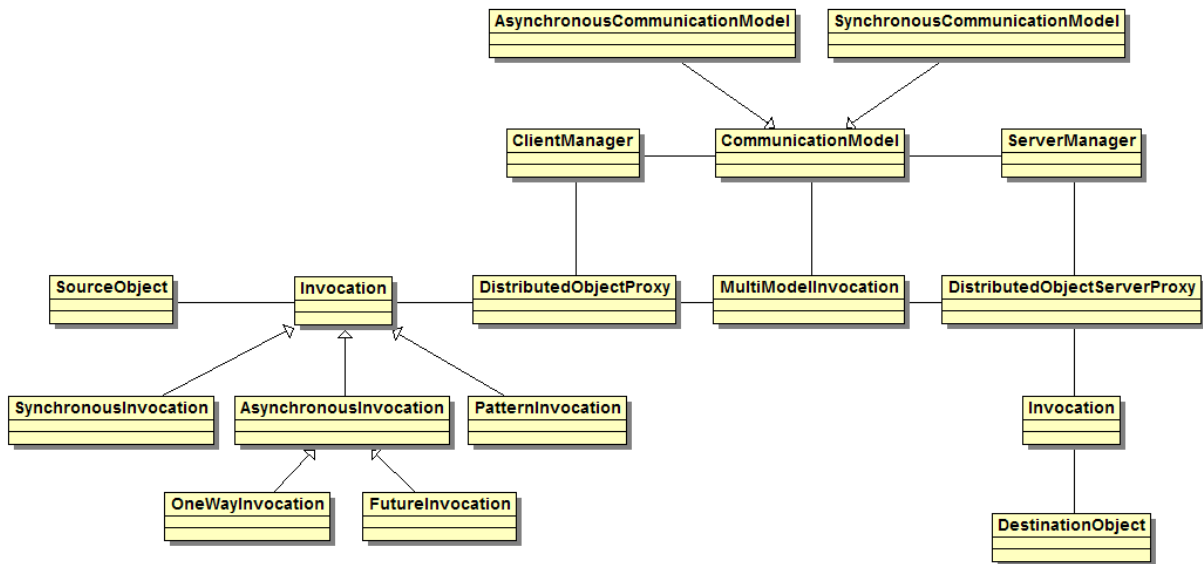 AsynchronousCommunicationModel
SynchronousCommunicationModel
ClientManager
CommunicationModel
ServerManager
SourceObject
Invocation
DistributedObjectProxy
MultiModelInvocation
DistributedObjectServerProxy
SynchronousInvocation
AsynchronousInvocation
PatternInvocation
Invocation
OneWayInvocation
FutureInvocation
DestinationObject